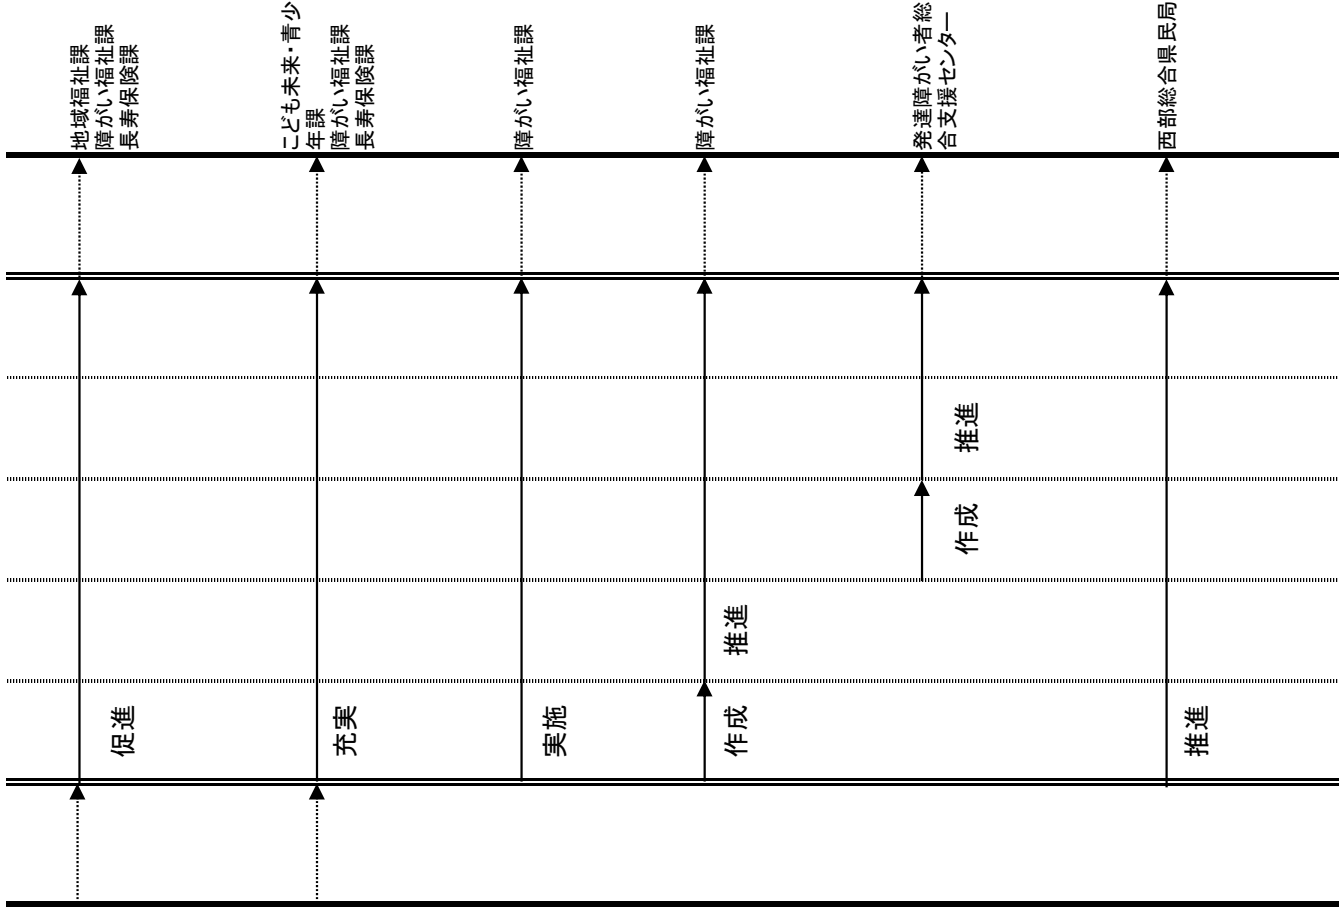 地域福祉課
障がい福祉課
長寿保険課
促進
こども未来・青少
年課
障がい福祉課
長寿保険課
充実
障がい福祉課
実施
障がい福祉課
作成
推進
発達障がい者総
合支援センター
作成
推進
西部総合県民局
推進